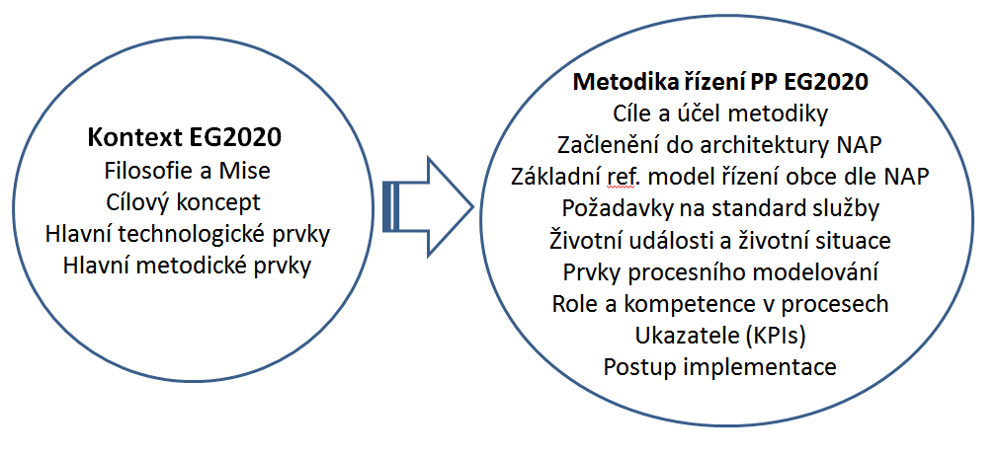 Kontext EG2020
Filosofie a Mise
Cílový koncept
Hlavní technologické prvky
Hlavní metodické prvky
Metodika řízení PP EG2020
Cíle a účel metodiky
Začlenění do architektury NAP
Základní ref. model řízení obce dle NAP
Požadavky na standard služby
Životní události a životní situace
Prvky procesního modelování
Role a kompetence v procesech
Ukazatele (KPIs)
Postup implementace